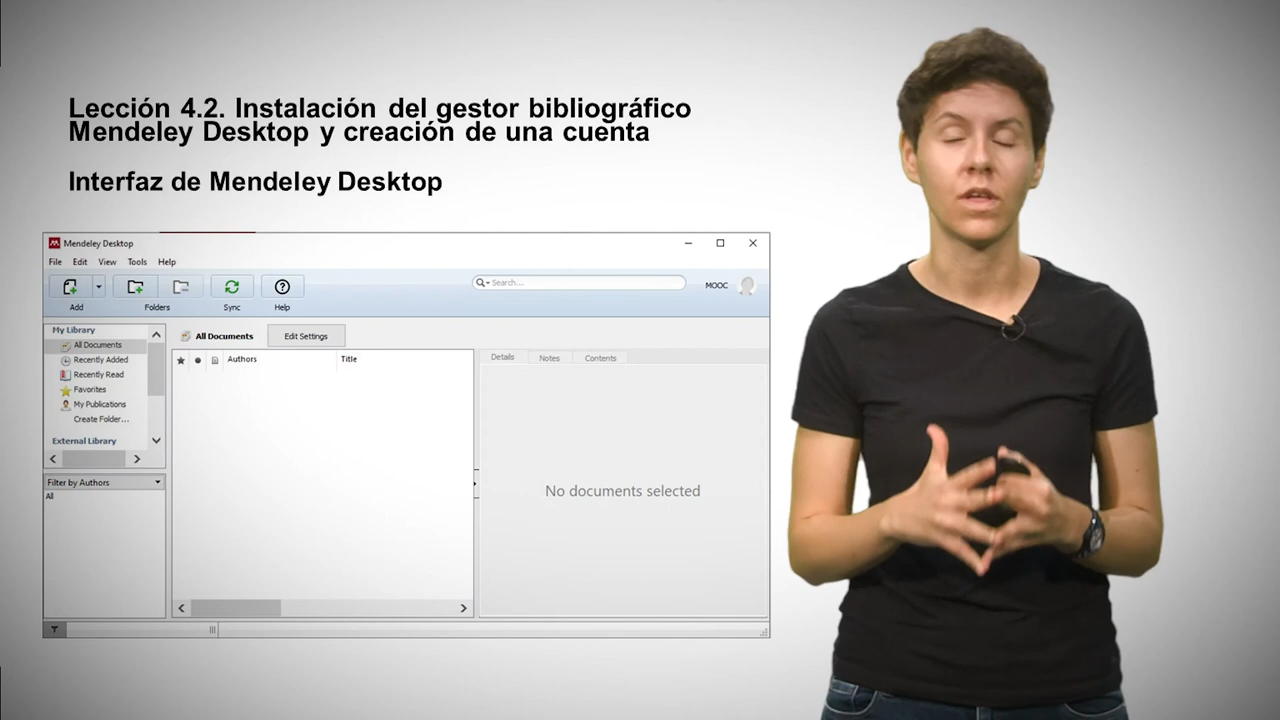 Lección 4.2. Instalación del gestor bibliográfico
Mendeley Desktop y creación de una cuenta
Interfaz de Mendeley Desktop
Mendeley Desktop
File Edit View Tools Help
Search...
MOOC
Add Folders Sync Help
My Library
All Documents
Recently Added
Recently Read
Favorites
My Publications
Create Folder...
External Library
Filter by Authors
All
All Documents Edit Settings
Authors Title
Details Notes Contents
No documents selected